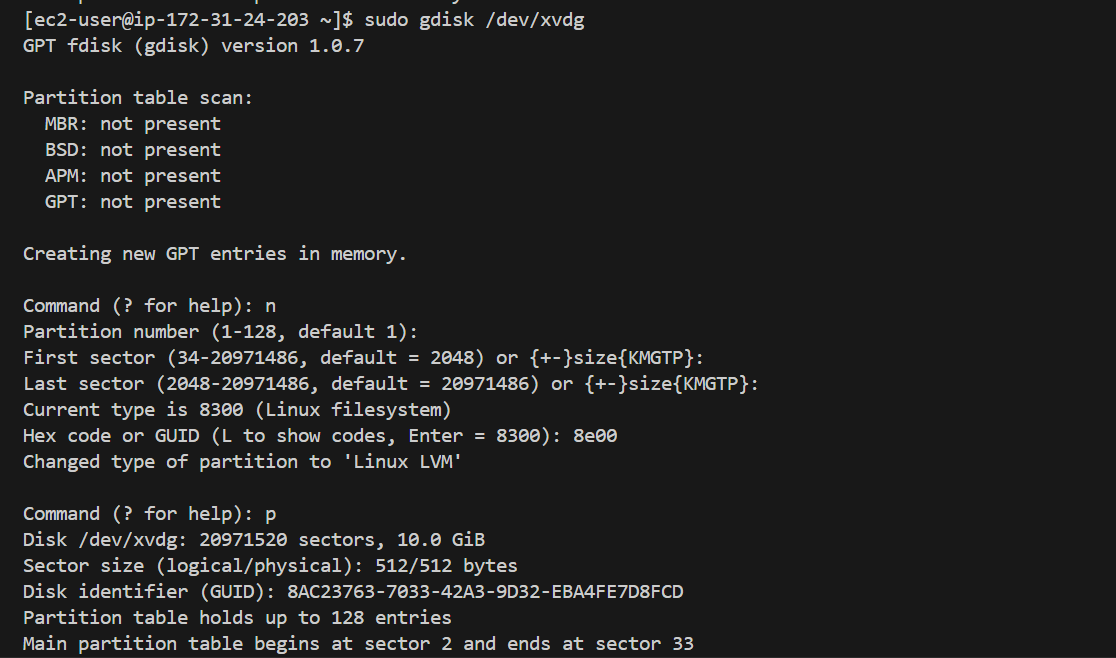 [ec2-user@ip-172-31-24-203 ~]$ sudo gdisk /dev/xvdg
GPT fdisk (gdisk) version 1.0.7

Partition table scan:
  MBR: not present
  BSD: not present
  APM: not present
  GPT: not present

Creating new GPT entries in memory.

Command (? for help): n
Partition number (1-128, default 1):
First sector (34-20971486, default = 2048) or {+-}size{KMGTP}:
Last sector (2048-20971486, default = 20971486) or {+-}size{KMGTP}:
Current type is 8300 (Linux filesystem)
Hex code or GUID (L to show codes, Enter = 8300): 8e00
Changed type of partition to 'Linux LVM'

Command (? for help): p
Disk /dev/xvdg: 20971520 sectors, 10.0 GiB
Sector size (logical/physical): 512/512 bytes
Disk identifier (GUID): 8AC23763-7033-42A3-9D32-EBA4FE7D8FCD
Partition table holds up to 128 entries
Main partition table begins at sector 2 and ends at sector 33